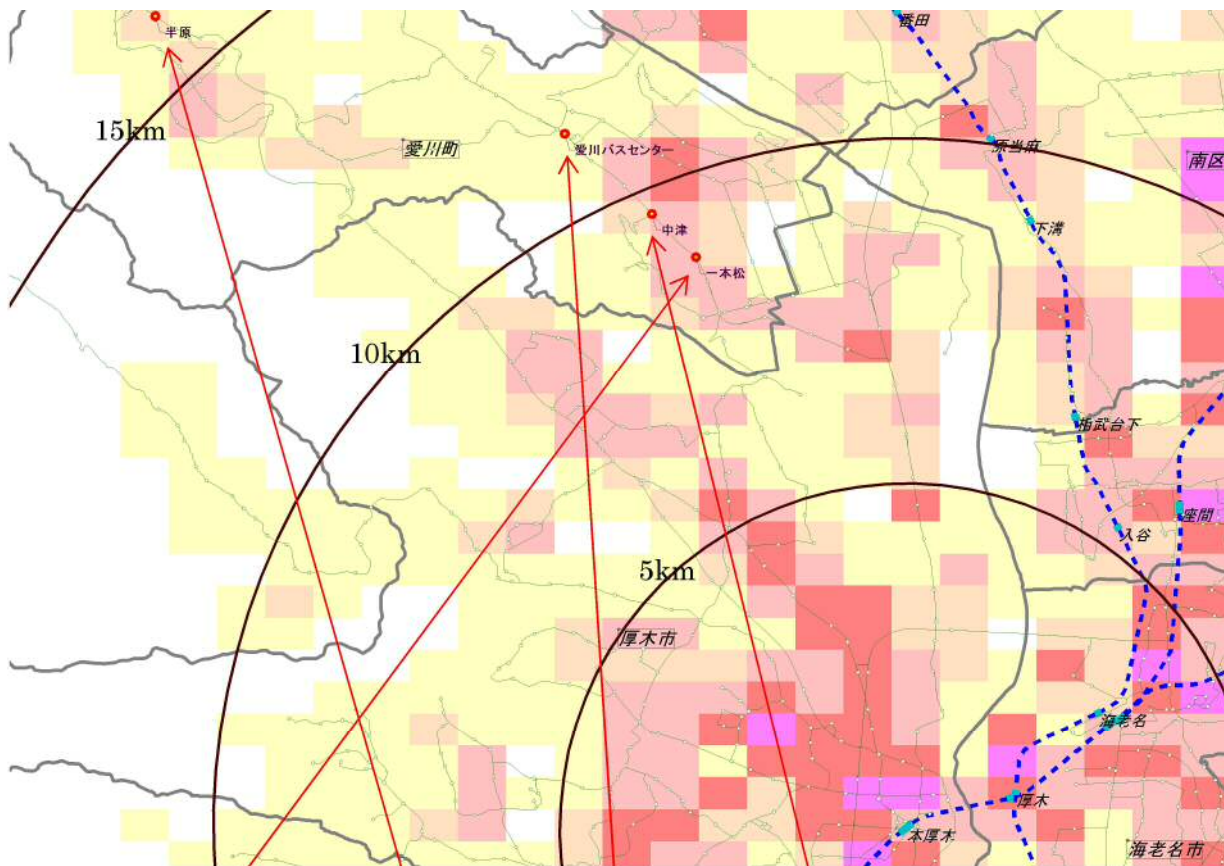 番田
半原
15km
愛川町
愛川バスセンター
原当麻
南区
下溝
中津
一本松
10km
相武台下
座間
入谷
5km
厚木市
海老名
厚木
本厚木
海老名市